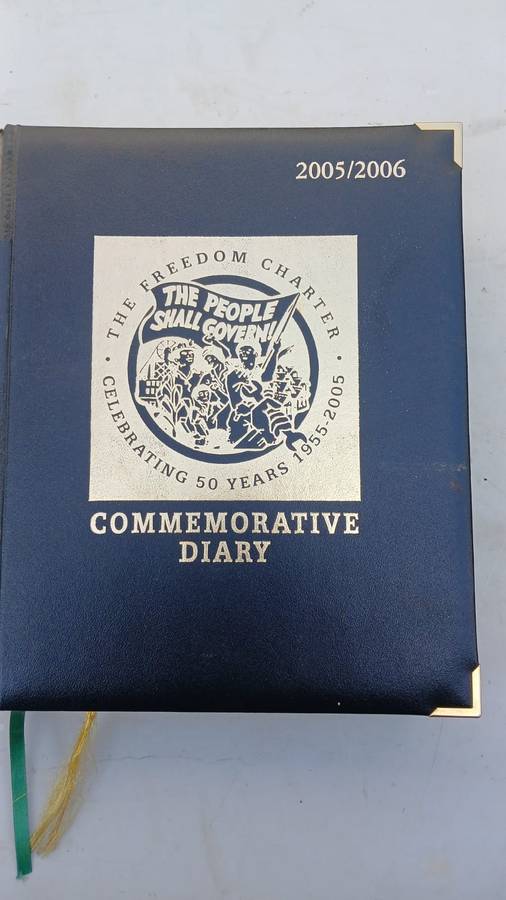 2005/2006
THE FREEDOM CHARTER
THE PEOPLE
SHALL GOVERN!
CELEBRATING 50 YEARS 1955-2005
COMMEMORATIVE
DIARY